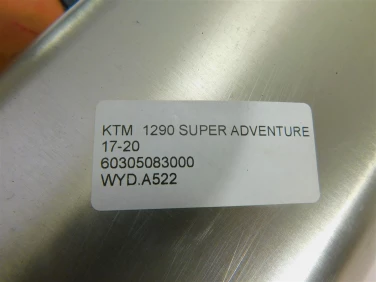 KTM 1290 SUPER ADVENTURE
17-20
60305083000
WYD.A522